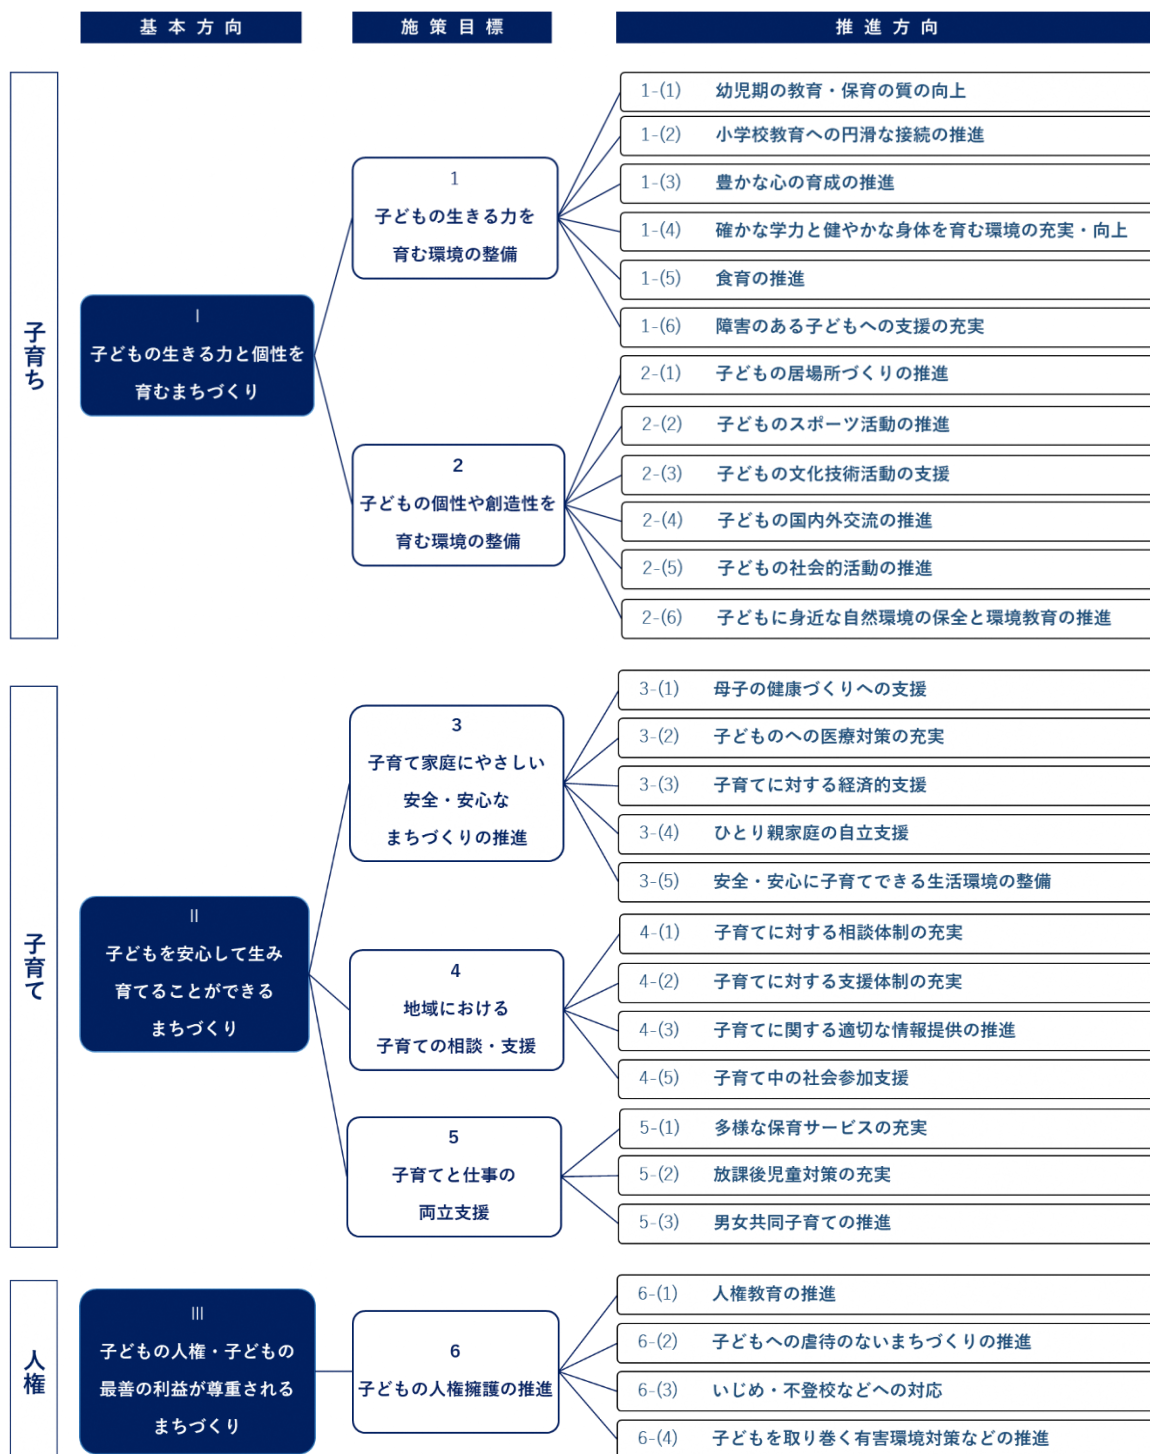 基本方向
施策目標
推進方向
子育ち
I
子どもの生きる力と個性を
育むまちづくり
1
子どもの生きる力を
育む環境の整備
1-(1) 幼児期の教育・保育の質の向上
1-(2) 小学校教育への円滑な接続の推進
1-(3) 豊かな心の育成の推進
1-(4) 確かな学力と健やかな身体を育む環境の充実・向上
1-(5) 食育の推進
1-(6) 障害のある子どもへの支援の充実
2
子どもの個性や創造性を
育む環境の整備
2-(1) 子どもの居場所づくりの推進
2-(2) 子どものスポーツ活動の推進
2-(3) 子どもの文化技術活動の支援
2-(4) 子どもの国内外交流の推進
2-(5) 子どもの社会的活動の推進
2-(6) 子どもに身近な自然環境の保全と環境教育の推進
子育て
II
子どもを安心して生み
育てることができる
まちづくり
3
子育て家庭にやさしい
安全・安心な
まちづくりの推進
3-(1) 母子の健康づくりへの支援
3-(2) 子どものへの医療対策の充実
3-(3) 子育てに対する経済的支援
3-(4) ひとり親家庭の自立支援
3-(5) 安全・安心に子育てできる生活環境の整備
4
地域における
子育ての相談・支援
4-(1) 子育てに対する相談体制の充実
4-(2) 子育てに対する支援体制の充実
4-(3) 子育てに関する適切な情報提供の推進
4-(5) 子育て中の社会参加支援
5
子育てと仕事の
両立支援
5-(1) 多様な保育サービスの充実
5-(2) 放課後児童対策の充実
5-(3) 男女共同子育ての推進
人権
III
子どもの人権・子どもの
最善の利益が尊重される
まちづくり
6
子どもの人権擁護の推進
6-(1) 人権教育の推進
6-(2) 子どもへの虐待のないまちづくりの推進
6-(3) いじめ・不登校などへの対応
6-(4) 子どもを取り巻く有害環境対策などの推進